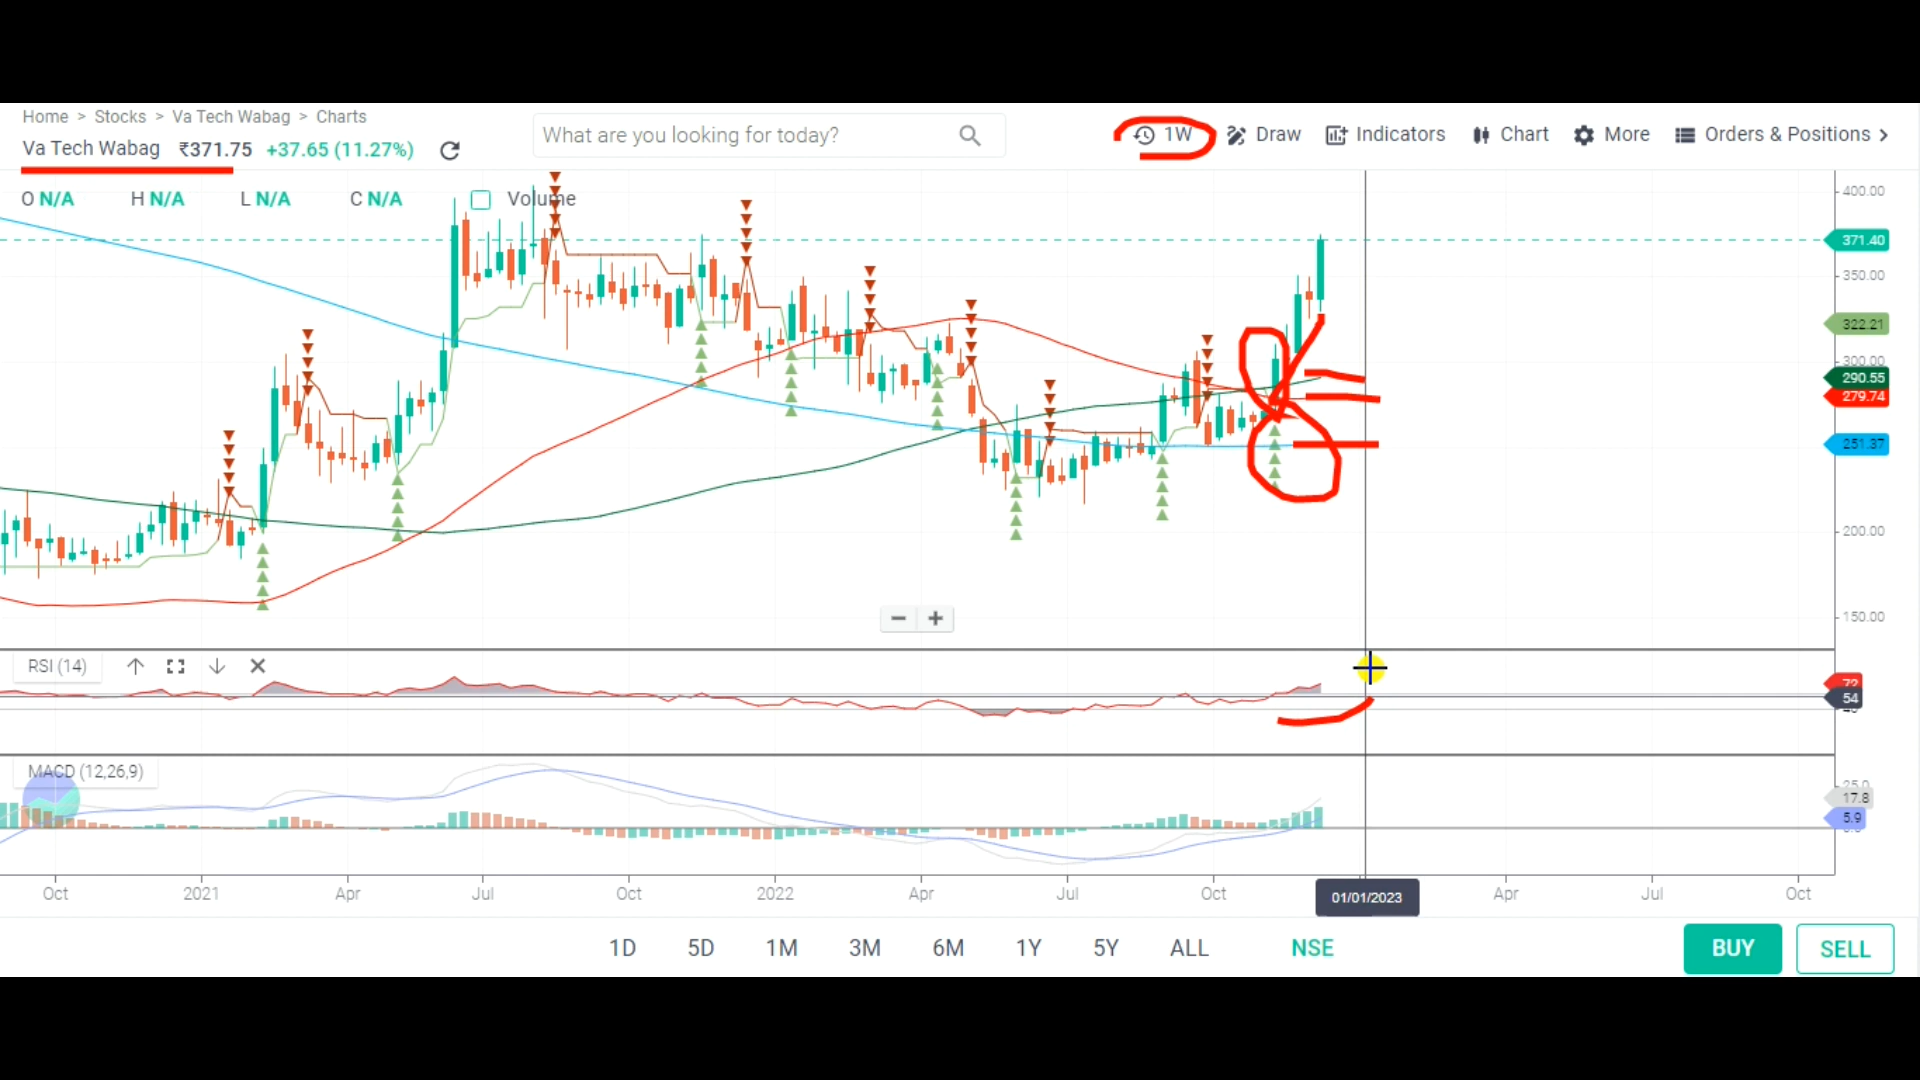 Home > Stocks > Va Tech Wabag > Charts
Va Tech Wabag ₹371.75 +37.65 (11.27%)
What are you looking for today?
1W Draw Indicators Chart More Orders & Positions >
O N/A H N/A L N/A C N/A Volume
400.00
371.40
350.00
322.21
300.00
290.55
279.74
251.37
200.00
150.00
− +
RSI (14)
72
54
MACD (12,26,9)
25.0
17.8
5.9
Oct 2021 Apr Jul Oct 2022 Apr Jul Oct 01/01/2023 Apr Jul Oct
1D 5D 1M 3M 6M 1Y 5Y ALL NSE
BUY SELL